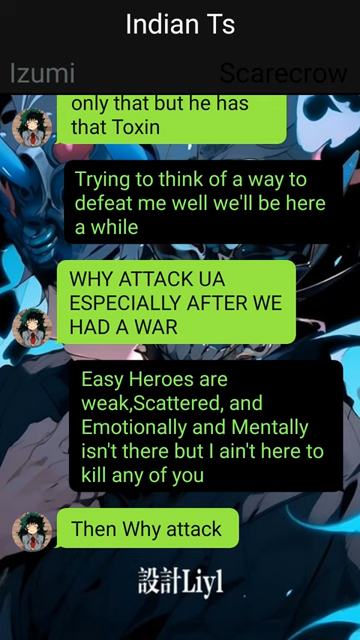 Indian Ts
Izumi
Scarecrow
only that but he has
that Toxin
Trying to think of a way to
defeat me well we'll be here
a while
WHY ATTACK UA
ESPECIALLY AFTER WE
HAD A WAR
Easy Heroes are
weak,Scattered, and
Emotionally and Mentally
isn't there but I ain't here to
kill any of you
Then Why attack
設計Liyl